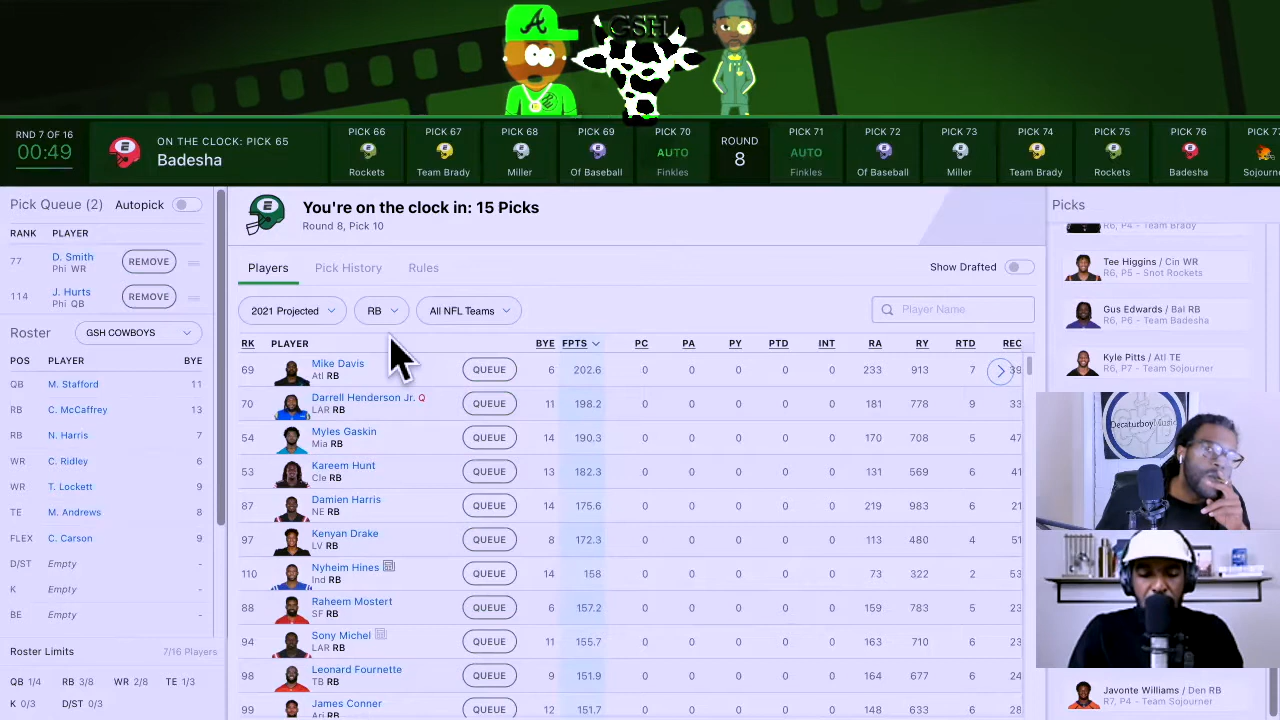 GSH
RND 7 OF 16
00:49
ON THE CLOCK: PICK 65
Badesha
PICK 66
Rockets
PICK 67
Team Brady
PICK 68
Miller
PICK 69
Of Baseball
PICK 70
AUTO
Finkles
ROUND
8
PICK 71
AUTO
Finkles
PICK 72
Of Baseball
PICK 73
Miller
PICK 74
Team Brady
PICK 75
Rockets
PICK 76
Badesha
PICK 77
Sojourn
Pick Queue (2) Autopick
RANK PLAYER
77 D. Smith REMOVE
Phi WR
114 J. Hurts REMOVE
Phi QB
Roster GSH COWBOYS
POS PLAYER BYE
QB M. Stafford 11
RB C. McCaffrey 13
RB N. Harris 7
WR C. Ridley 6
WR T. Lockett 9
TE M. Andrews 8
FLEX C. Carson 9
D/ST Empty -
K Empty -
BE Empty -
Roster Limits 7/16 Players
QB 1/4 RB 3/8 WR 2/8 TE 1/3
K 0/3 D/ST 0/3
You're on the clock in: 15 Picks
Round 8, Pick 10
Players Pick History Rules Show Drafted
2021 Projected RB All NFL Teams Player Name
RK PLAYER BYE FPTS PC PA PY PTD INT RA RY RTD REC
69 Mike Davis QUEUE 6 202.6 0 0 0 0 0 233 913 7 39
Atl RB
70 Darrell Henderson Jr. Q QUEUE 11 198.2 0 0 0 0 0 181 778 9 33
LAR RB
54 Myles Gaskin QUEUE 14 190.3 0 0 0 0 0 170 708 5 47
Mia RB
53 Kareem Hunt QUEUE 13 182.3 0 0 0 0 0 131 569 6 41
Cle RB
87 Damien Harris QUEUE 14 175.6 0 0 0 0 0 219 983 6 21
NE RB
97 Kenyan Drake QUEUE 8 172.3 0 0 0 0 0 113 480 4 51
LV RB
110 Nyheim Hines QUEUE 14 158 0 0 0 0 0 73 322 2 53
Ind RB
88 Raheem Mostert QUEUE 6 157.2 0 0 0 0 0 159 783 5 23
SF RB
94 Sony Michel QUEUE 11 155.7 0 0 0 0 0 163 710 6 23
LAR RB
98 Leonard Fournette QUEUE 9 151.9 0 0 0 0 0 164 677 6 24
TB RB
99 James Conner QUEUE 12 151.7 0 0 0 0 0 144 633 6 29
Ari RB
Picks
R6, P4 - Team Brady
Tee Higgins / Cin WR
R6, P5 - Snot Rockets
Gus Edwards / Bal RB
R6, P6 - Team Badesha
Kyle Pitts / Atl TE
R6, P7 - Team Sojourner
Decaturboy Music
Javonte Williams / Den RB
R7, P4 - Team Sojourner